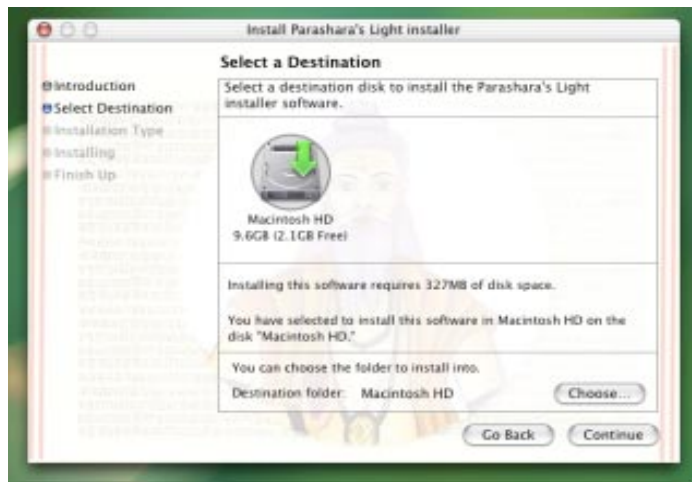 Install Parashara's Light installer
Select a Destination
Introduction
Select Destination
Installation Type
Installing
Finish Up
Select a destination disk to install the Parashara's Light
installer software.
Macintosh HD
9.6GB (2.1GB Free)
Installing this software requires 327MB of disk space.
You have selected to install this software in Macintosh HD on the
disk "Macintosh HD."
You can choose the folder to install into.
Destination folder: Macintosh HD
Choose...
Go Back
Continue